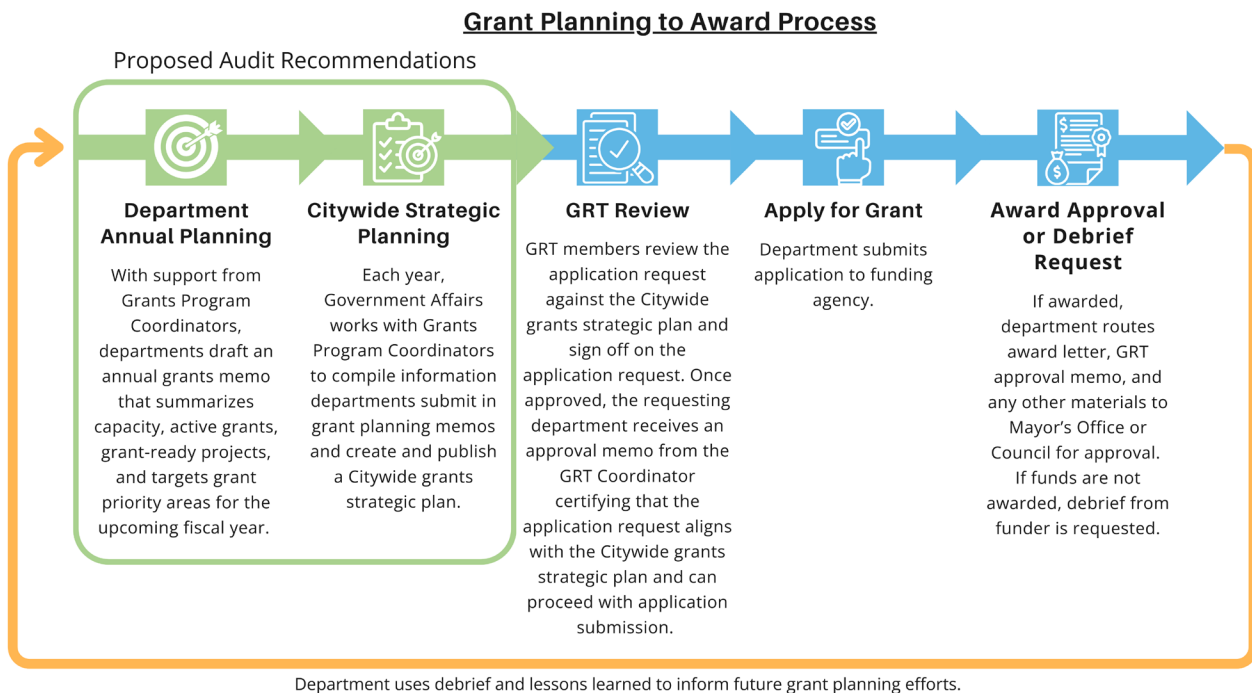 Grant Planning to Award Process
Proposed Audit Recommendations
Department
Annual Planning
With support from
Grants Program
Coordinators,
departments draft an
annual grants memo
that summarizes
capacity, active grants,
grant-ready projects,
and targets grant
priority areas for the
upcoming fiscal year.
Citywide Strategic
Planning
Each year,
Government Affairs
works with Grants
Program Coordinators
to compile information
departments submit in
grant planning memos
and create and publish
a Citywide grants
strategic plan.
GRT Review
GRT members review the
application request
against the Citywide
grants strategic plan and
sign off on the
application request. Once
approved, the requesting
department receives an
approval memo from the
GRT Coordinator
certifying that the
application request aligns
with the Citywide grants
strategic plan and can
proceed with application
submission.
Apply for Grant
Department submits
application to funding
agency.
Award Approval
or Debrief
Request
If awarded,
department routes
award letter, GRT
approval memo, and
any other materials to
Mayor's Office or
Council for approval.
If funds are not
awarded, debrief from
funder is requested.
Department uses debrief and lessons learned to inform future grant planning efforts.